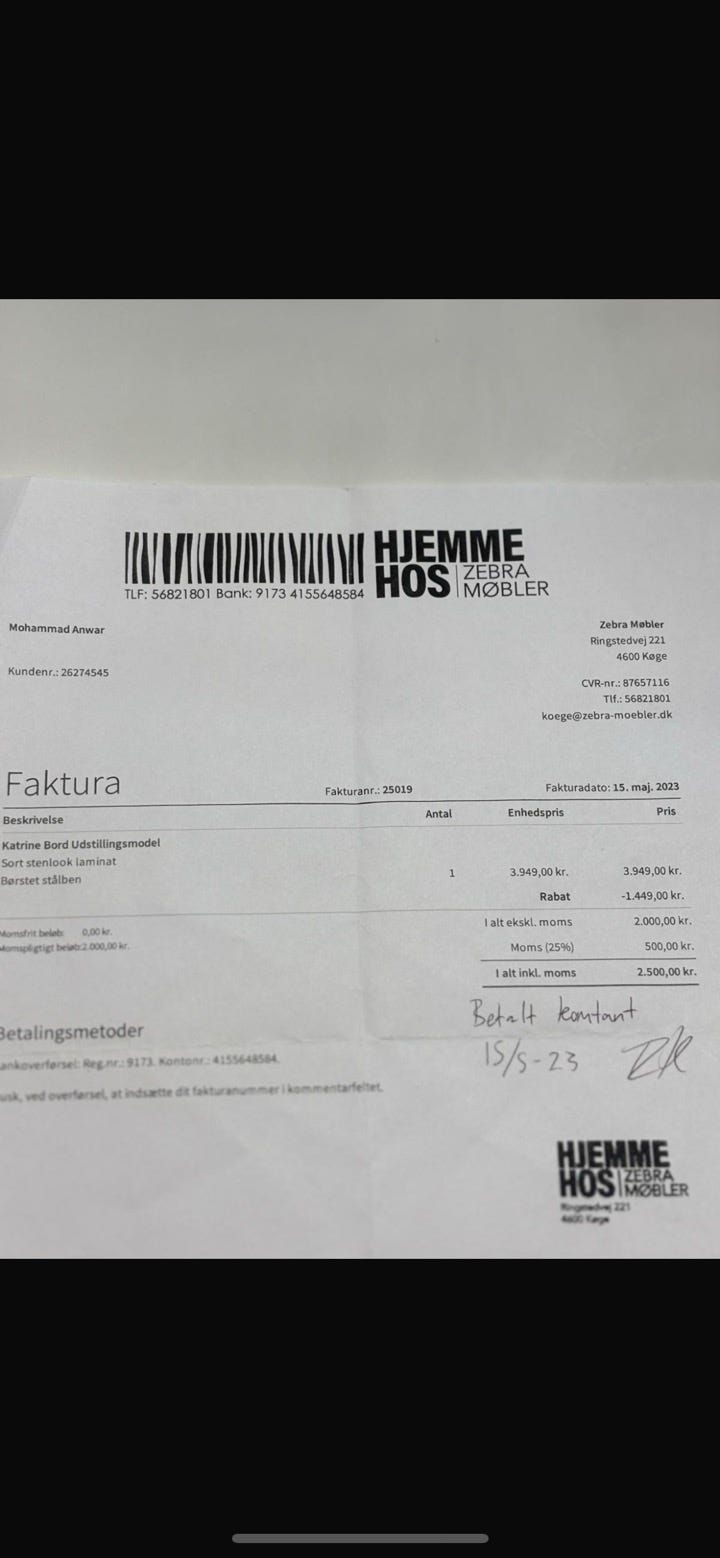 HJEMME
HOS ZEBRA MØBLER
TLF: 56821801 Bank: 9173 4155648584
Mohammad Anwar
Kundenr.: 26274545
Zebra Møbler
Ringstedvej 221
4600 Køge
CVR-nr.: 87657116
Tlf.: 56821801
koege@zebra-moebler.dk
Faktura
Fakturanr.: 25019
Fakturadato: 15. maj. 2023
Beskrivelse Antal Enhedspris Pris
Katrine Bord Udstillingsmodel
Sort stenlook laminat
Børstet stålben
1 3.949,00 kr. 3.949,00 kr.
Rabat -1.449,00 kr.
I alt ekskl. moms 2.000,00 kr.
Moms (25%) 500,00 kr.
I alt inkl. moms 2.500,00 kr.
Momsfrit beløb: 0,00 kr.
Momspligtigt beløb:2.000,00 kr.
Betalt kontant
15/5-23
Betalingsmetoder
ankoverførsel: Reg.nr.: 9173. Kontonr.: 4155648584.
usk, ved overførsel, at indsætte dit fakturanummer i kommentarfeltet.
HJEMME
HOS ZEBRA MØBLER
Ringstedvej 221
4600 Køge